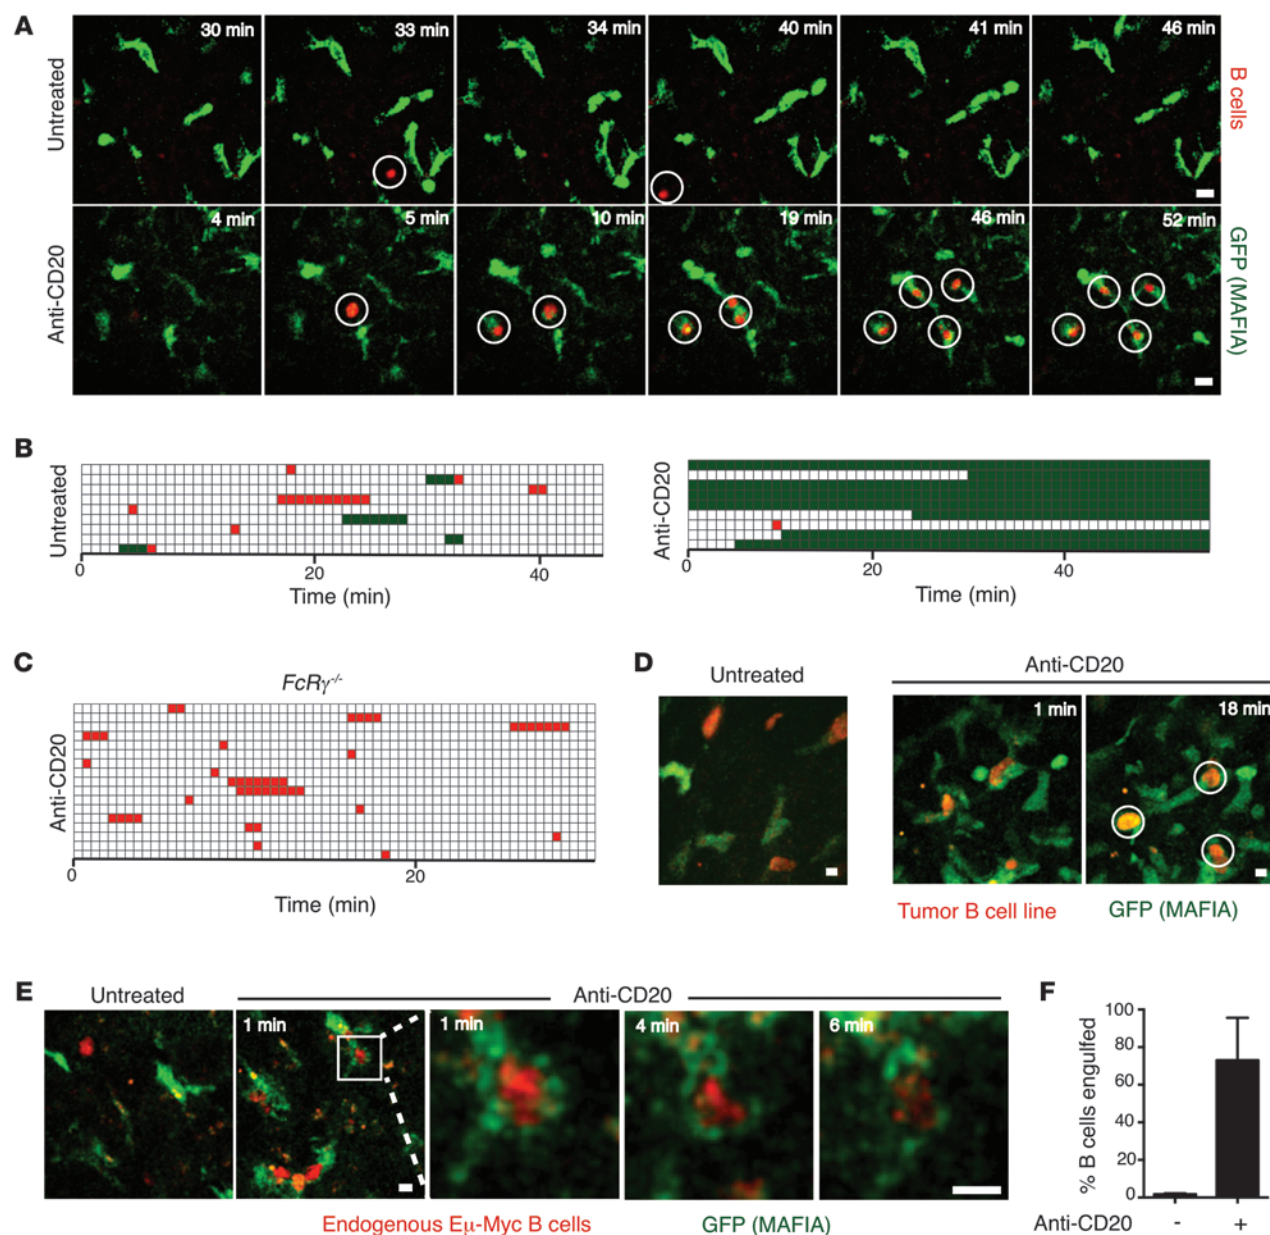 A
Untreated
30 min
33 min
34 min
40 min
41 min
46 min
B cells
Anti-CD20
4 min
5 min
10 min
19 min
46 min
52 min
GFP (MAFIA)
B
Untreated
0
20
40
Time (min)
Anti-CD20
0
20
40
Time (min)
C
FcRγ-/-
Anti-CD20
0
20
Time (min)
D
Untreated
Anti-CD20
1 min
18 min
Tumor B cell line
GFP (MAFIA)
E
Untreated
Anti-CD20
1 min
1 min
4 min
6 min
Endogenous Eμ-Myc B cells
GFP (MAFIA)
F
% B cells engulfed
100
80
60
40
20
0
Anti-CD20 - +